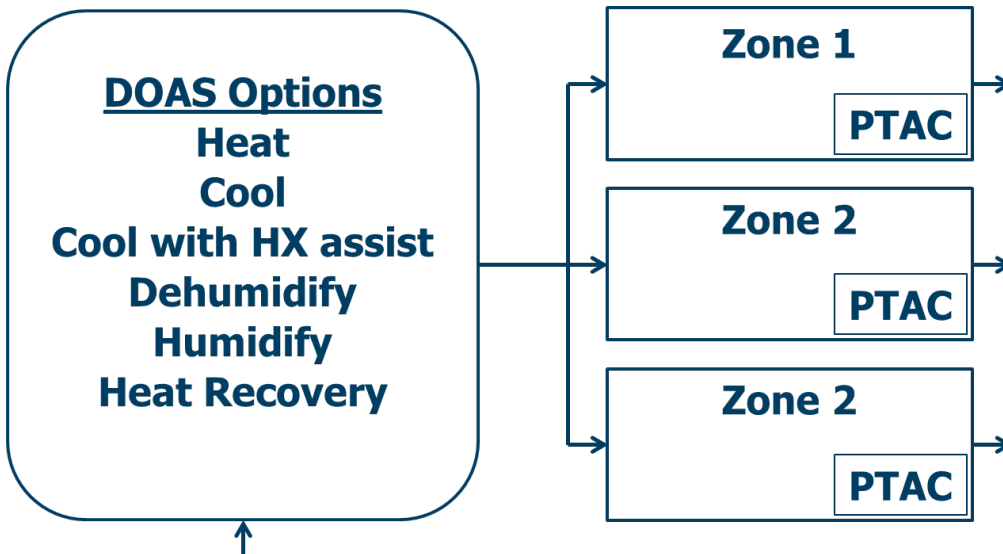 DOAS Options
Heat
Cool
Cool with HX assist
Dehumidify
Humidify
Heat Recovery
Zone 1
PTAC
Zone 2
PTAC
Zone 2
PTAC